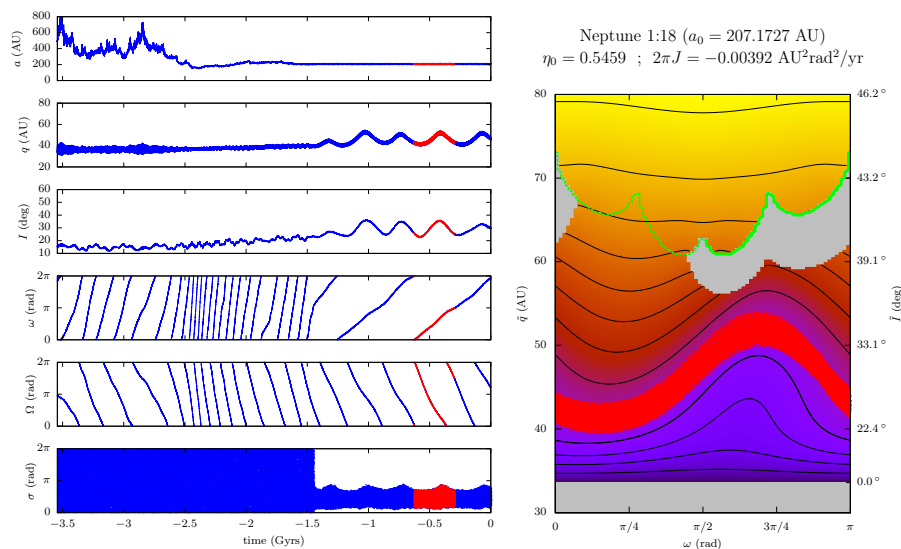 Neptune 1:18 (a₀ = 207.1727 AU)
η₀ = 0.5459 ; 2πJ = −0.00392 AU²rad²/yr
a (AU)
800
600
400
200
0
q (AU)
80
60
40
20
I (deg)
60
50
40
30
20
10
ω (rad)
2π
π
0
Ω (rad)
2π
π
0
σ (rad)
2π
π
0
−3.5 −3 −2.5 −2 −1.5 −1 −0.5 0
time (Gyrs)
q̄ (AU)
80
70
60
50
40
30
46.2°
43.2°
39.1°
33.1°
22.4°
0.0°
Ī (deg)
0 π/4 π/2 3π/4 π
ω (rad)